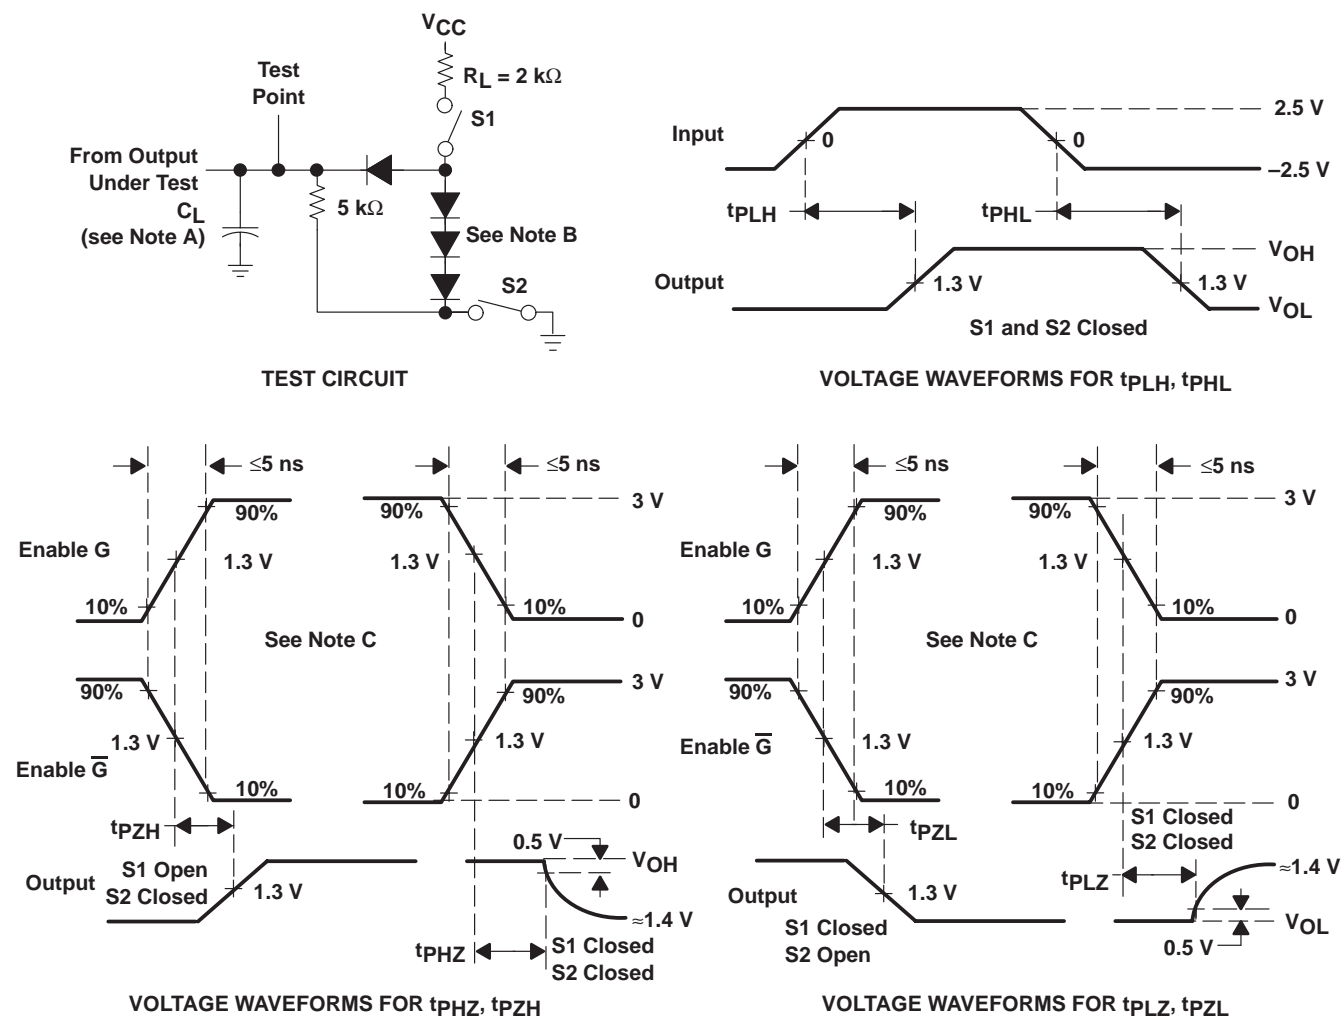 VCC
RL = 2 kΩ
Test
Point
S1
From Output
Under Test
CL
(see Note A)
5 kΩ
See Note B
S2
TEST CIRCUIT
Input
2.5 V
0
0
–2.5 V
tPLH
tPHL
Output
VOH
1.3 V
1.3 V
VOL
S1 and S2 Closed
VOLTAGE WAVEFORMS FOR tPLH, tPHL
≤5 ns
≤5 ns
3 V
90%
90%
Enable G
1.3 V
1.3 V
10%
10%
0
See Note C
3 V
90%
90%
1.3 V
1.3 V
Enable G̅
10%
10%
0
tPZH
0.5 V
VOH
S1 Open
S2 Closed
Output
1.3 V
≈1.4 V
tPHZ
S1 Closed
S2 Closed
VOLTAGE WAVEFORMS FOR tPHZ, tPZH
≤5 ns
≤5 ns
3 V
90%
90%
Enable G
1.3 V
1.3 V
10%
10%
0
See Note C
3 V
90%
90%
Enable G̅
1.3 V
1.3 V
10%
10%
0
S1 Closed
S2 Closed
tPZL
tPLZ
≈1.4 V
Output
1.3 V
S1 Closed
S2 Open
VOL
0.5 V
VOLTAGE WAVEFORMS FOR tPLZ, tPZL